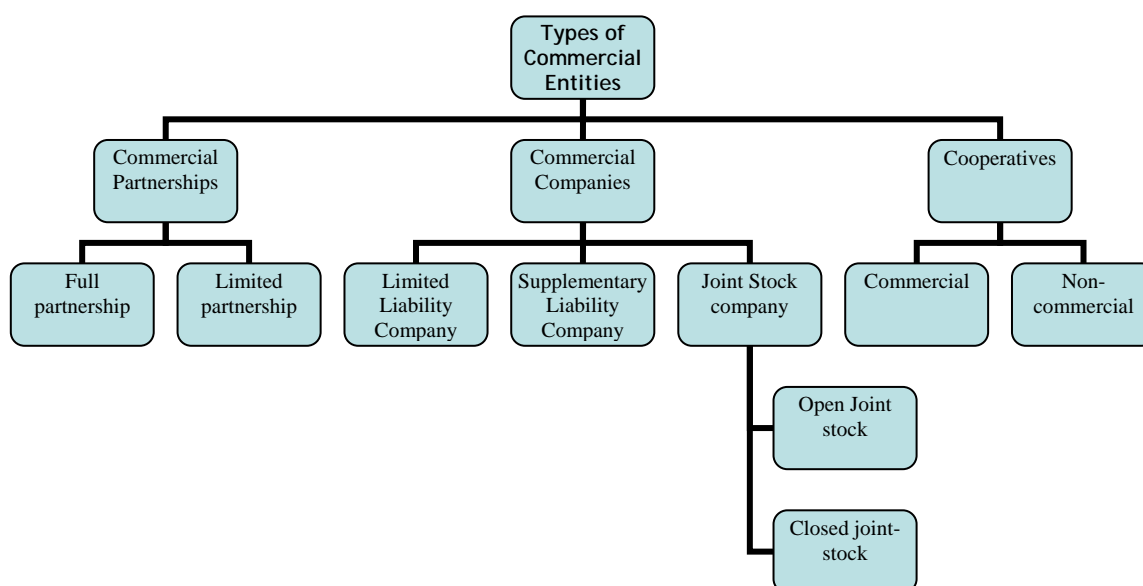 Types of
Commercial
Entities
Commercial
Partnerships
Commercial
Companies
Cooperatives
Full
partnership
Limited
partnership
Limited
Liability
Company
Supplementary
Liability
Company
Joint Stock
company
Commercial
Non-
commercial
Open Joint
stock
Closed joint-
stock